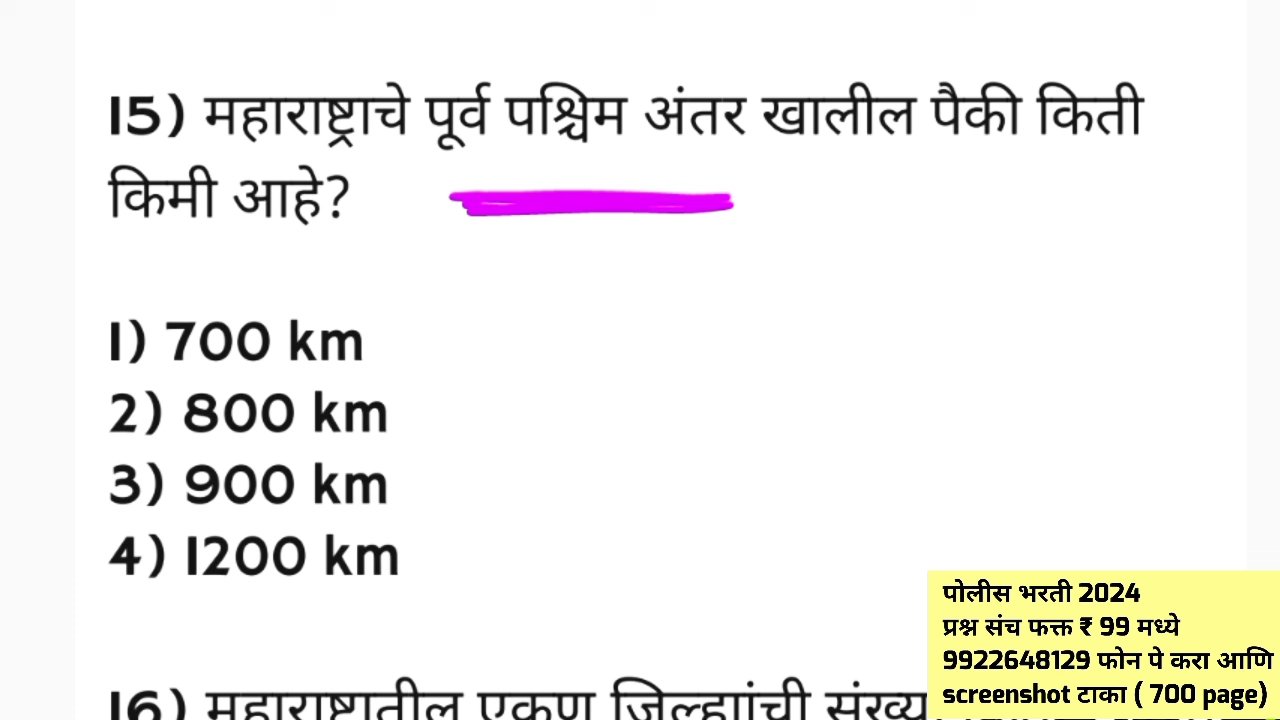 15) महाराष्ट्राचे पूर्व पश्चिम अंतर खालील पैकी किती
किमी आहे?
1) 700 km
2) 800 km
3) 900 km
4) 1200 km
16) महाराष्ट्रातील एकूण जिल्ह्यांची
पोलीस भरती 2024
प्रश्न संच फक्त ₹ 99 मध्ये
9922648129 फोन पे करा आणि
screenshot टाका ( 700 page)